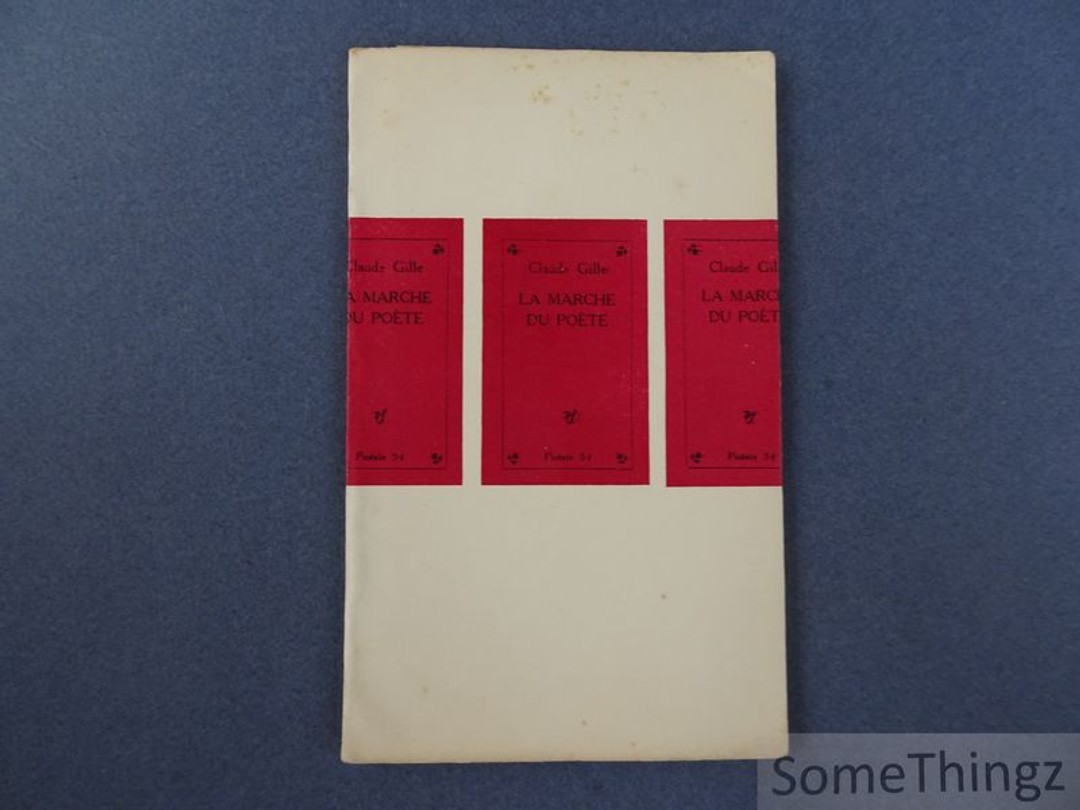 Claude Gille
LA MARCHE
DU POÈTE
Poésie 54
Claude Gille
LA MARCHE
DU POÈTE
Poésie 54
Claude Gil
LA MARC
DU POÈT
Poésie 54
SomeThingz